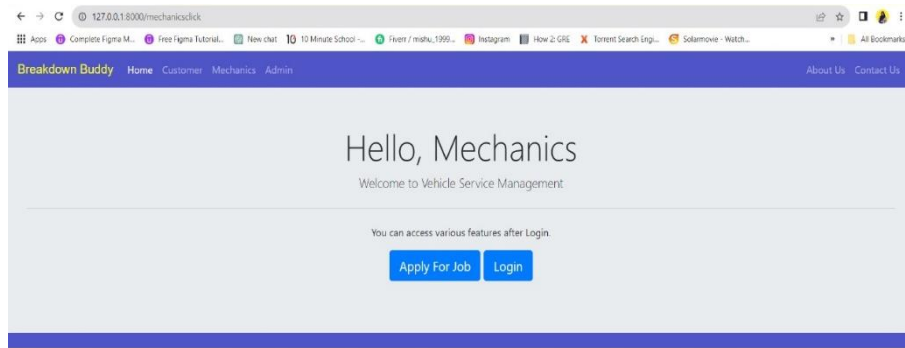 127.0.0.1:8000/mechanicsclick
Apps Complete Figma M... Free Figma Tutorial... New chat 10 Minute School -... Fiverr / mishu_1999... Instagram How 2: GRE Torrent Search Engi... Solarmovie - Watch... » All Bookmarks
Breakdown Buddy Home Customer Mechanics Admin About Us Contact Us
Hello, Mechanics
Welcome to Vehicle Service Management
You can access various features after Login.
Apply For Job Login